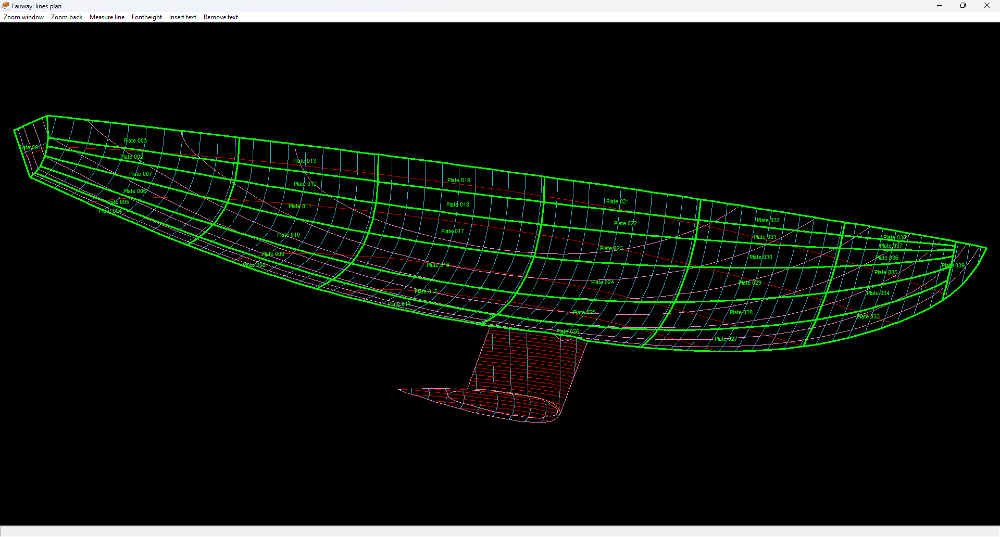 Fairway: lines plan
Zoom window Zoom back Measure line Fontheight Insert text Remove text
Plate 001
Plate 003
Plate 002
Plate 007
Plate 006
Plate 005
Plate 004
Plate 013
Plate 012
Plate 011
Plate 010
Plate 009
Plate 008
Plate 019
Plate 018
Plate 017
Plate 016
Plate 015
Plate 014
Plate 021
Plate 022
Plate 023
Plate 024
Plate 025
Plate 026
Plate 032
Plate 031
Plate 030
Plate 029
Plate 028
Plate 027
Plate 038
Plate 037
Plate 036
Plate 035
Plate 034
Plate 033
Plate 039